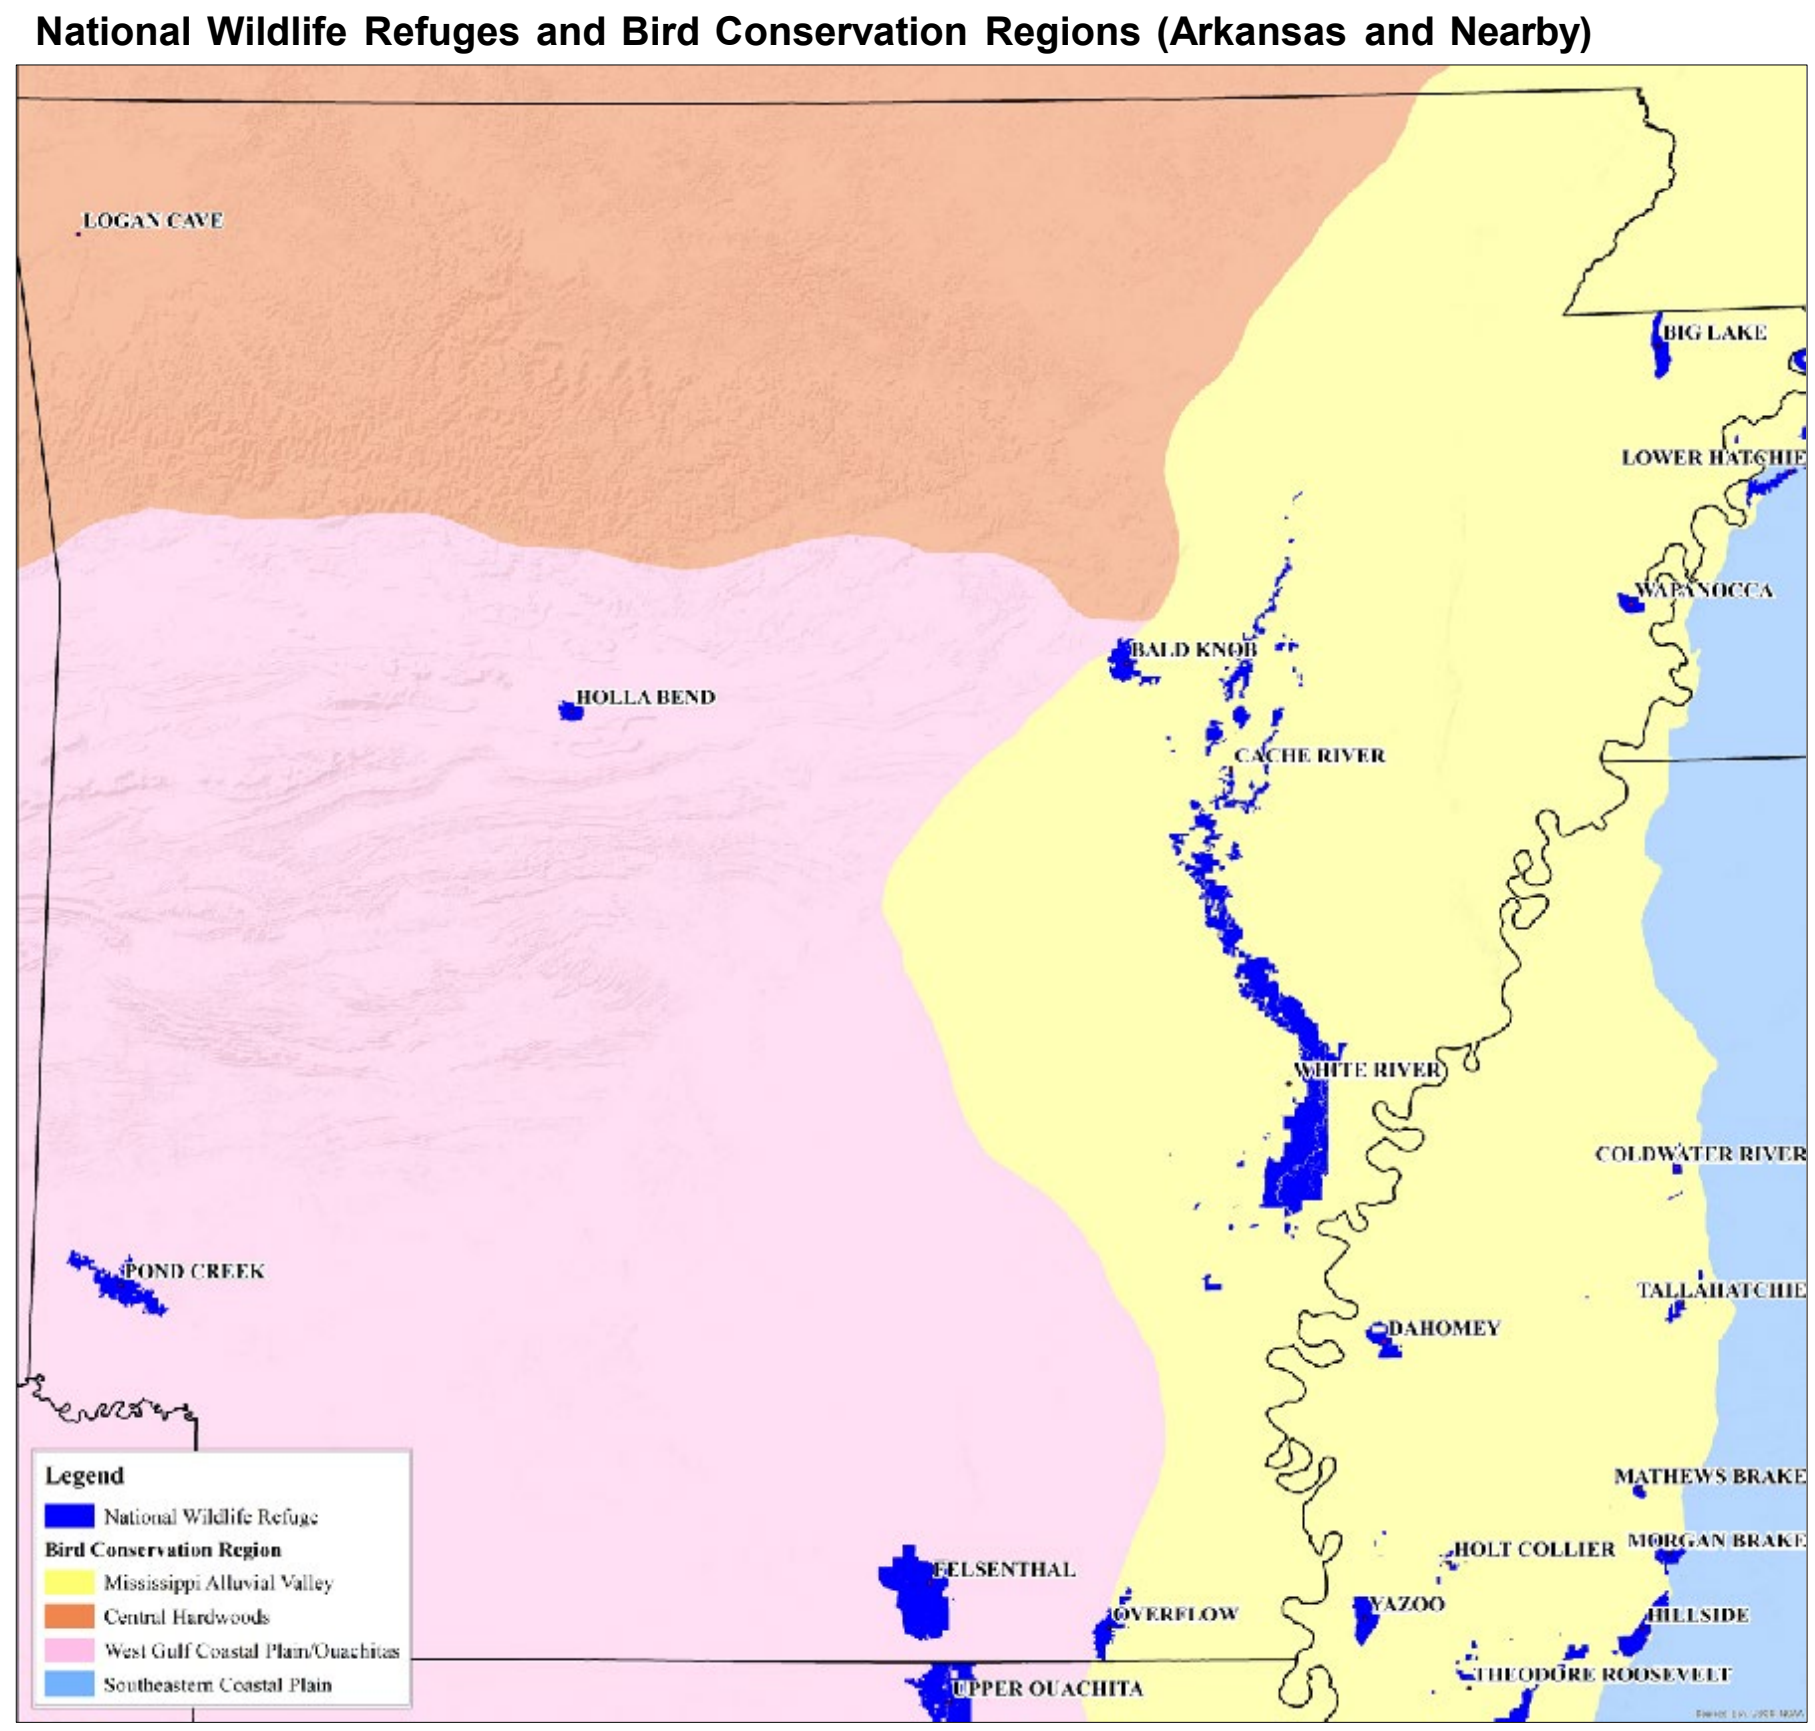 National Wildlife Refuges and Bird Conservation Regions (Arkansas and Nearby)
LOGAN CAVE
BIG LAKE
LOWER HATCHIE
WAPANOCCA
BALD KNOB
HOLLA BEND
CACHE RIVER
WHITE RIVER
COLDWATER RIVER
POND CREEK
TALLAHATCHIE
DAHOMEY
MATHEWS BRAKE
HOLT COLLIER
MORGAN BRAKE
FELSENTHAL
OVERFLOW
YAZOO
HILLSIDE
THEODORE ROOSEVELT
UPPER OUACHITA
Legend
National Wildlife Refuge
Bird Conservation Region
Mississippi Alluvial Valley
Central Hardwoods
West Gulf Coastal Plain/Ouachitas
Southeastern Coastal Plain